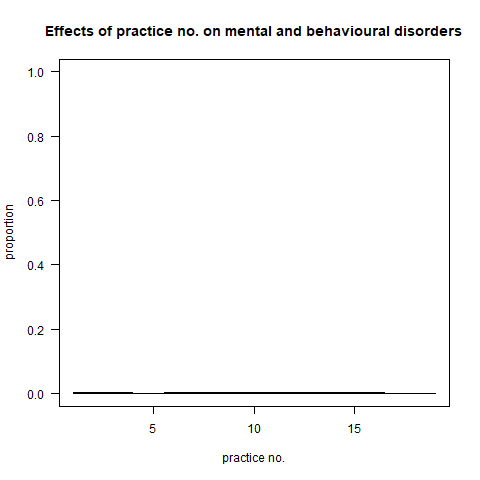 Effects of practice no. on mental and behavioural disorders
1.0
0.8
0.6
0.4
0.2
0.0
proportion
5 10 15
practice no.